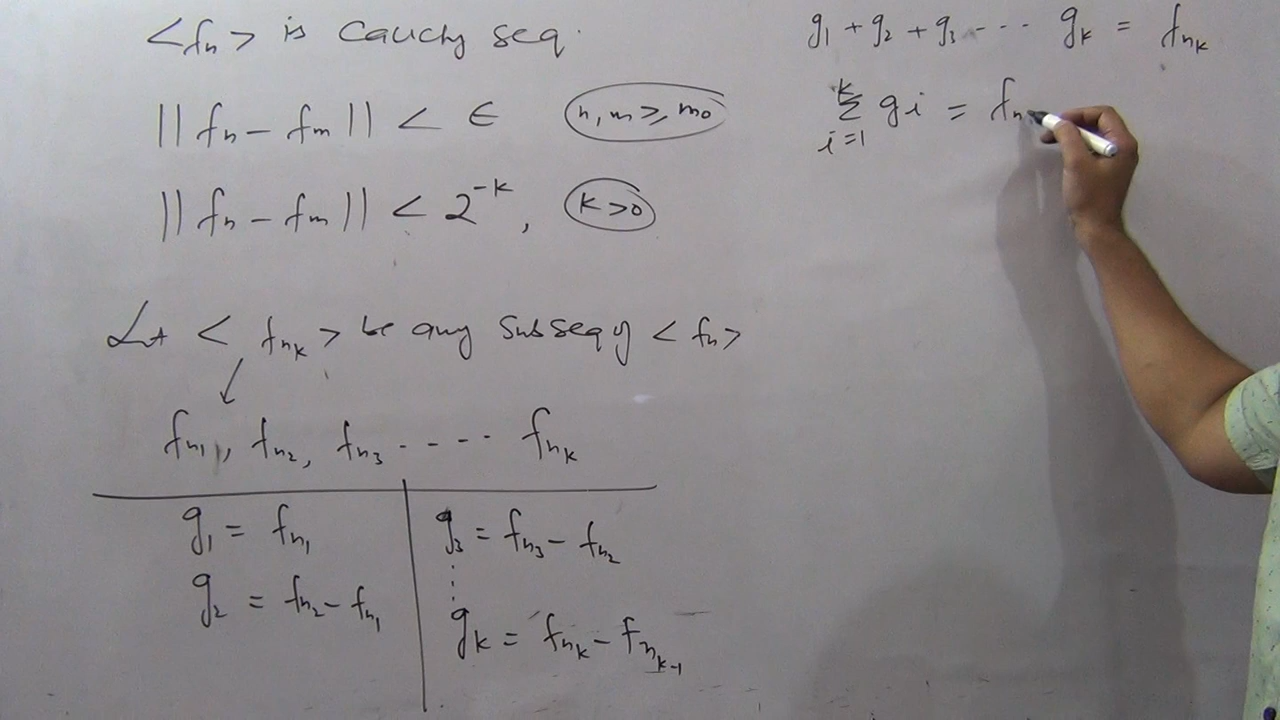 <fn> is Cauchy seq.
||fn - fm|| < ∈ n, m ≥ m₀
||fn - fm|| < 2⁻ᵏ, k>0
Let < fnₖ > be any subseq of <fn>
fn₁, fn₂, fn₃ ---- fnₖ
g₁ = fn₁
g₂ = fn₂ - fn₁
g₃ = fn₃ - fn₂
gₖ = fnₖ - fnₖ₋₁
g₁ + g₂ + g₃ ---- gₖ = fnₖ
k Σ i=1 gi = fn